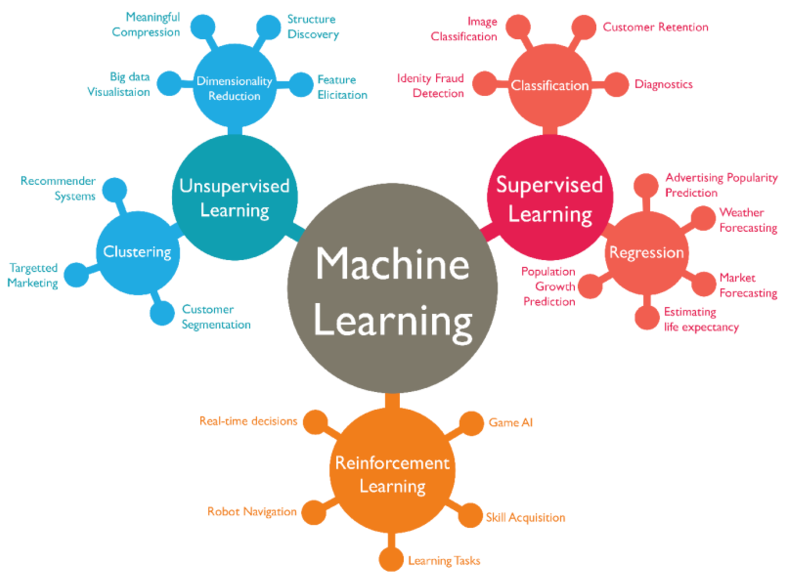 Meaningful
Compression
Structure
Discovery
Big data
Visualistaion
Dimensionality
Reduction
Feature
Elicitation
Unsupervised
Learning
Recommender
Systems
Clustering
Targetted
Marketing
Customer
Segmentation
Machine
Learning
Image
Classification
Customer Retention
Idenity Fraud
Detection
Classification
Diagnostics
Supervised
Learning
Advertising Popularity
Prediction
Weather
Forecasting
Regression
Population
Growth
Prediction
Market
Forecasting
Estimating
life expectancy
Real-time decisions
Game AI
Reinforcement
Learning
Robot Navigation
Skill Acquisition
Learning Tasks